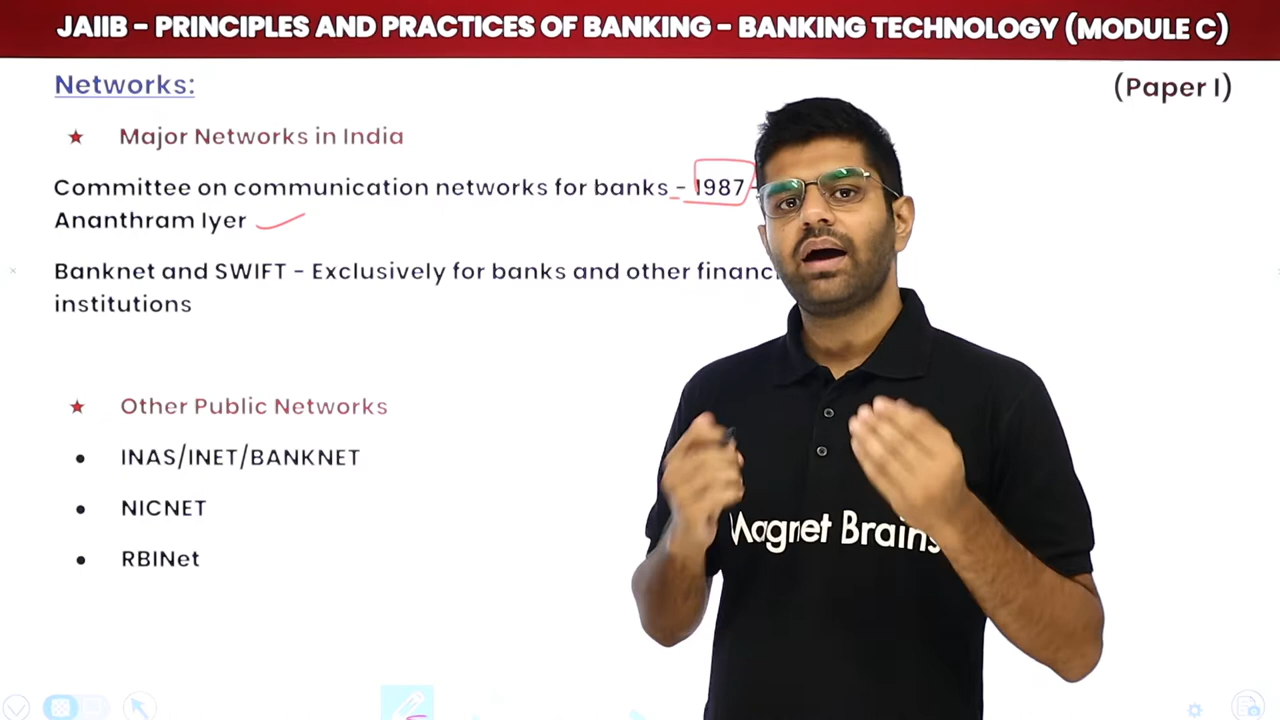 JAIIB - PRINCIPLES AND PRACTICES OF BANKING - BANKING TECHNOLOGY (MODULE C)
Networks:
(Paper I)
★ Major Networks in India
Committee on communication networks for banks - 1987 -
Ananthram Iyer
Banknet and SWIFT - Exclusively for banks and other financi
institutions
★ Other Public Networks
● INAS/INET/BANKNET
● NICNET
● RBINet
Magnet Brains